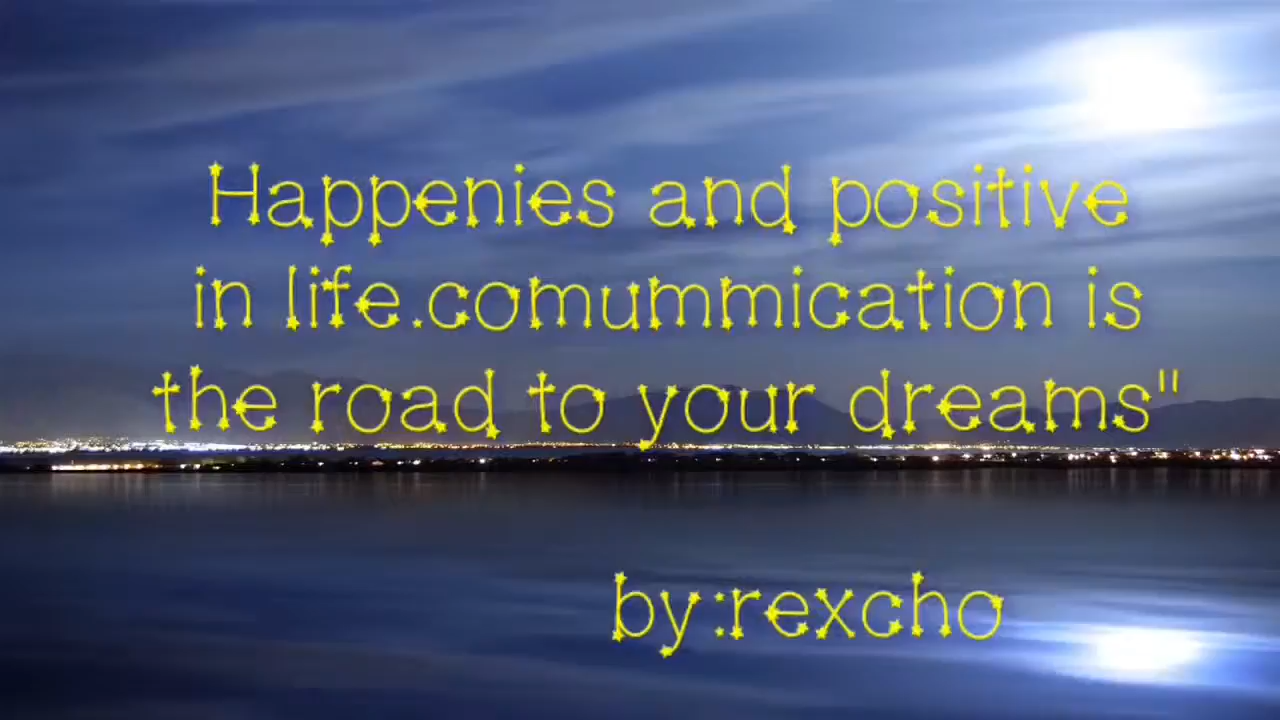 Happenies and positive
in life.comummication is
the road to your dreams"
by:rexcho